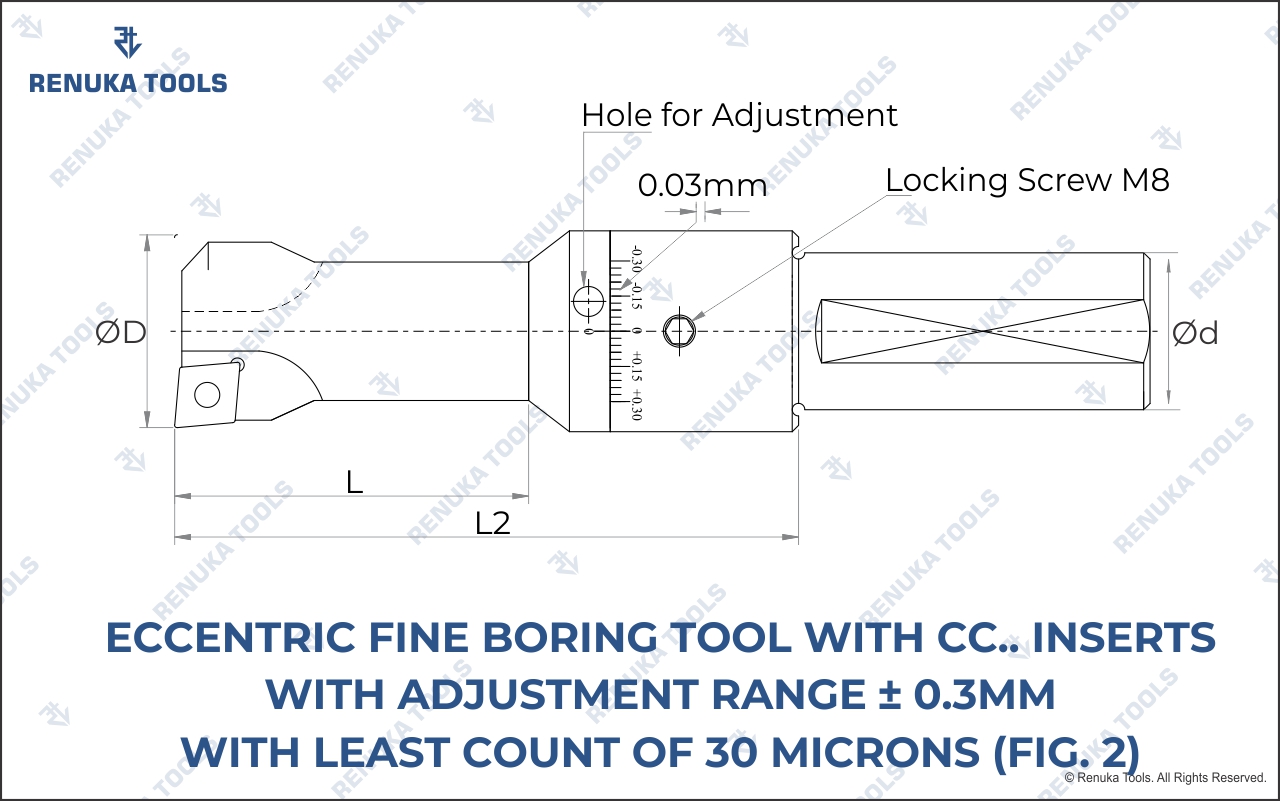 RENUKA TOOLS
Hole for Adjustment
0.03mm
Locking Screw M8
-0.30
-0.15
0
0
+0.15
+0.30
ØD
Ød
L
L2
ECCENTRIC FINE BORING TOOL WITH CC.. INSERTS
WITH ADJUSTMENT RANGE ± 0.3MM
WITH LEAST COUNT OF 30 MICRONS (FIG. 2)
© Renuka Tools. All Rights Reserved.